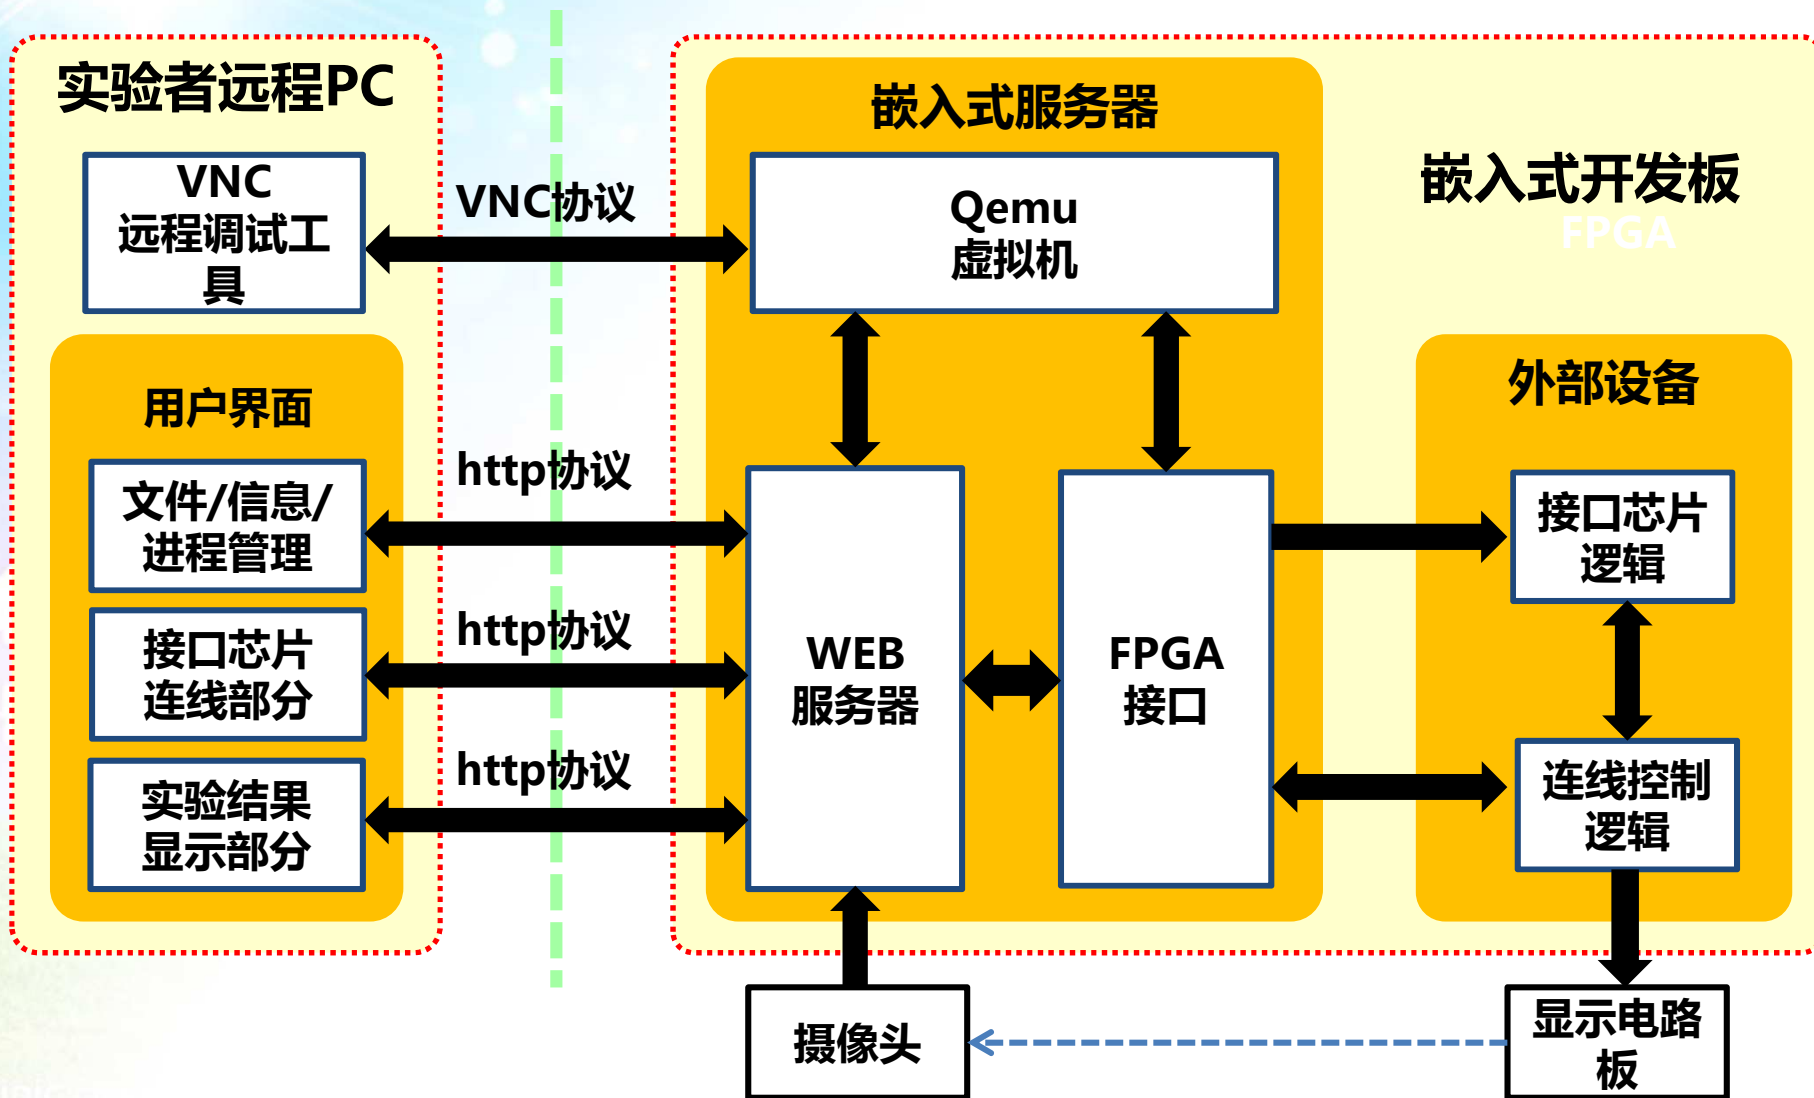 实验者远程PC
VNC
远程调试工
具
用户界面
文件/信息/
进程管理
接口芯片
连线部分
实验结果
显示部分
VNC协议
http协议
http协议
http协议
嵌入式服务器
Qemu
虚拟机
WEB
服务器
FPGA
接口
嵌入式开发板
FPGA
外部设备
接口芯片
逻辑
连线控制
逻辑
摄像头
显示电路
板